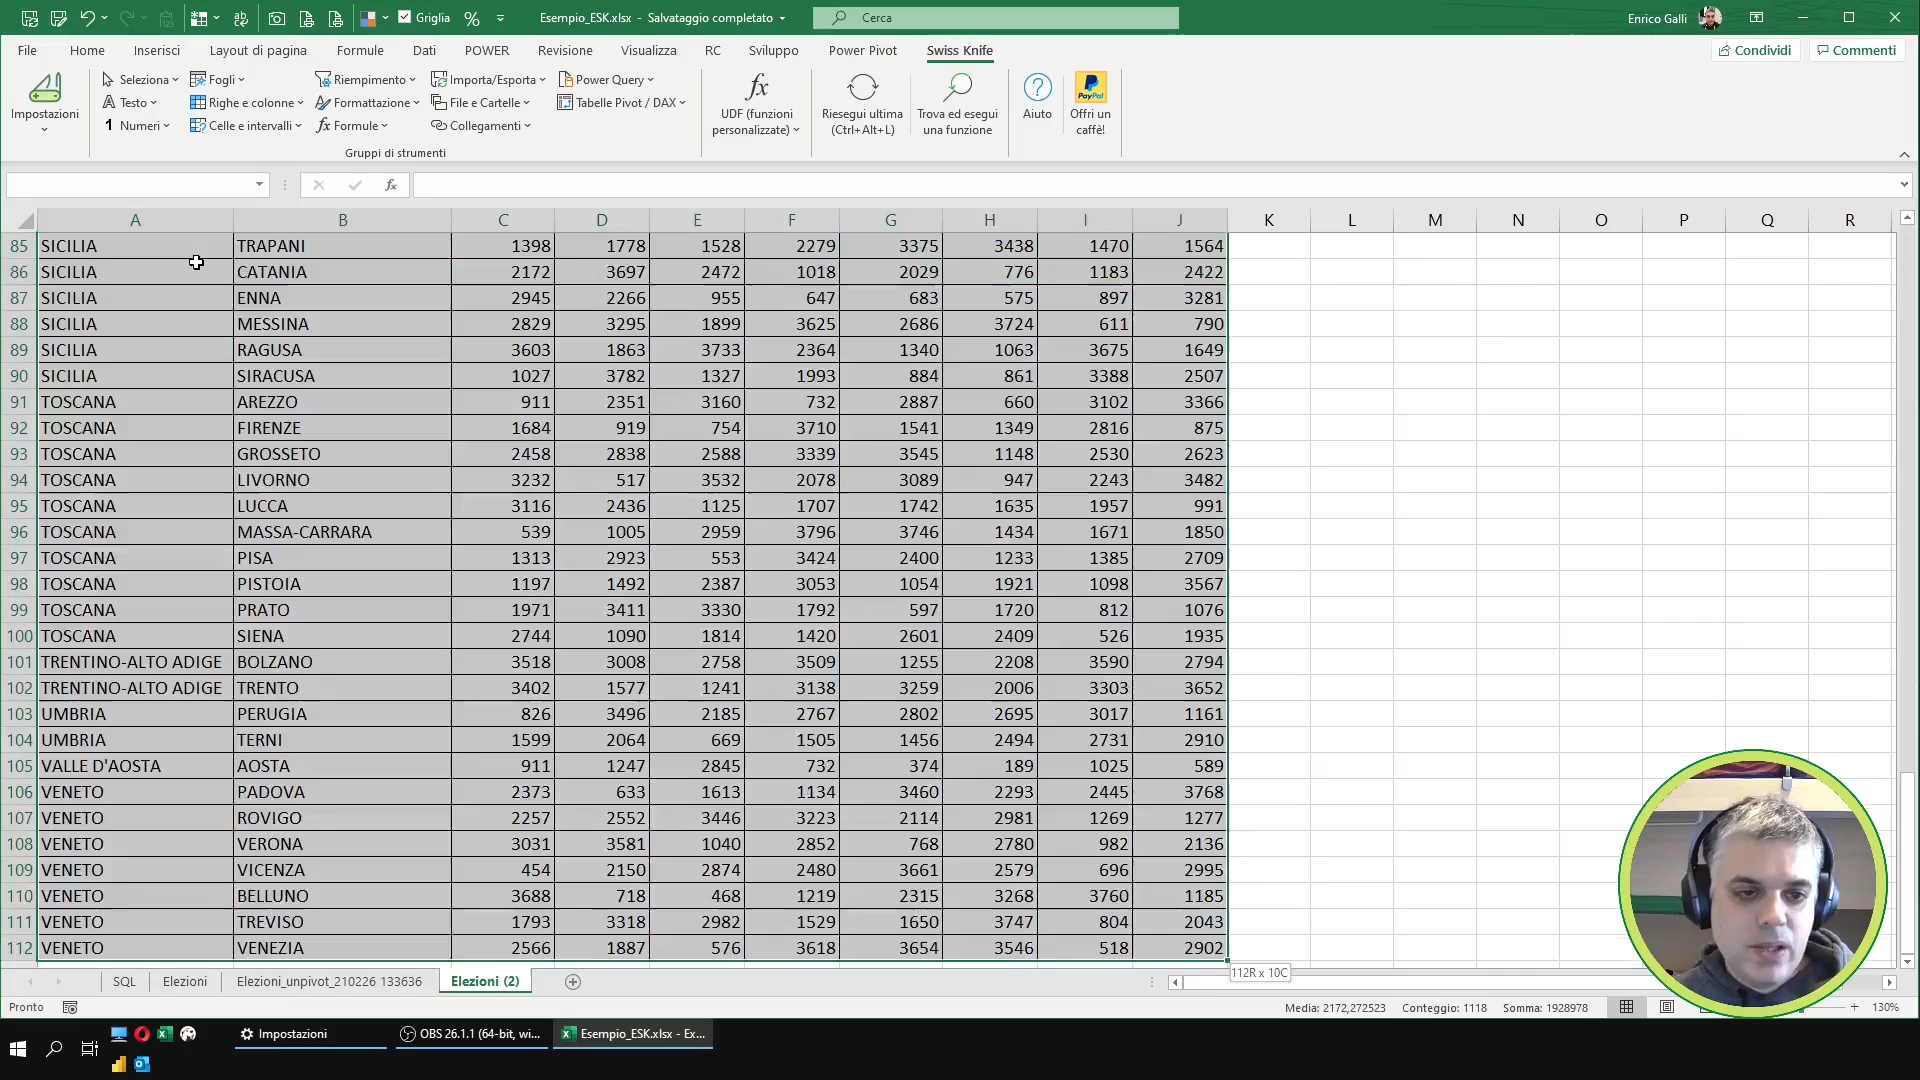 Griglia
Esempio_ESK.xlsx - Salvataggio completato
Cerca
Enrico Galli
File Home Inserisci Layout di pagina Formule Dati POWER Revisione Visualizza RC Sviluppo Power Pivot Swiss Knife Condividi Commenti
Impostazioni
Seleziona Fogli Riempimento Importa/Esporta Power Query
Testo Righe e colonne Formattazione File e Cartelle Tabelle Pivot / DAX
Numeri Celle e intervalli Formule Collegamenti
Gruppi di strumenti
UDF (funzioni
personalizzate)
Riesegui ultima
(Ctrl+Alt+L)
Trova ed esegui
una funzione
Aiuto
PayPal
Offri un
caffè!
A B C D E F G H I J K L M N O P Q R
85 SICILIA TRAPANI 1398 1778 1528 2279 3375 3438 1470 1564
86 SICILIA CATANIA 2172 3697 2472 1018 2029 776 1183 2422
87 SICILIA ENNA 2945 2266 955 647 683 575 897 3281
88 SICILIA MESSINA 2829 3295 1899 3625 2686 3724 611 790
89 SICILIA RAGUSA 3603 1863 3733 2364 1340 1063 3675 1649
90 SICILIA SIRACUSA 1027 3782 1327 1993 884 861 3388 2507
91 TOSCANA AREZZO 911 2351 3160 732 2887 660 3102 3366
92 TOSCANA FIRENZE 1684 919 754 3710 1541 1349 2816 875
93 TOSCANA GROSSETO 2458 2838 2588 3339 3545 1148 2530 2623
94 TOSCANA LIVORNO 3232 517 3532 2078 3089 947 2243 3482
95 TOSCANA LUCCA 3116 2436 1125 1707 1742 1635 1957 991
96 TOSCANA MASSA-CARRARA 539 1005 2959 3796 3746 1434 1671 1850
97 TOSCANA PISA 1313 2923 553 3424 2400 1233 1385 2709
98 TOSCANA PISTOIA 1197 1492 2387 3053 1054 1921 1098 3567
99 TOSCANA PRATO 1971 3411 3330 1792 597 1720 812 1076
100 TOSCANA SIENA 2744 1090 1814 1420 2601 2409 526 1935
101 TRENTINO-ALTO ADIGE BOLZANO 3518 3008 2758 3509 1255 2208 3590 2794
102 TRENTINO-ALTO ADIGE TRENTO 3402 1577 1241 3138 3259 2006 3303 3652
103 UMBRIA PERUGIA 826 3496 2185 2767 2802 2695 3017 1161
104 UMBRIA TERNI 1599 2064 669 1505 1456 2494 2731 2910
105 VALLE D'AOSTA AOSTA 911 1247 2845 732 374 189 1025 589
106 VENETO PADOVA 2373 633 1613 1134 3460 2293 2445 3768
107 VENETO ROVIGO 2257 2552 3446 3223 2114 2981 1269 1277
108 VENETO VERONA 3031 3581 1040 2852 768 2780 982 2136
109 VENETO VICENZA 454 2150 2874 2480 3661 2579 696 2995
110 VENETO BELLUNO 3688 718 468 1219 2315 3268 3760 1185
111 VENETO TREVISO 1793 3318 2982 1529 1650 3747 804 2043
112 VENETO VENEZIA 2566 1887 576 3618 3654 3546 518 2902
112R x 10C
SQL Elezioni Elezioni_unpivot_210226 133636 Elezioni (2)
Pronto Media: 2172,272523 Conteggio: 1118 Somma: 1928978 130%
Impostazioni OBS 26.1.1 (64-bit, wi... Esempio_ESK.xlsx - Ex...